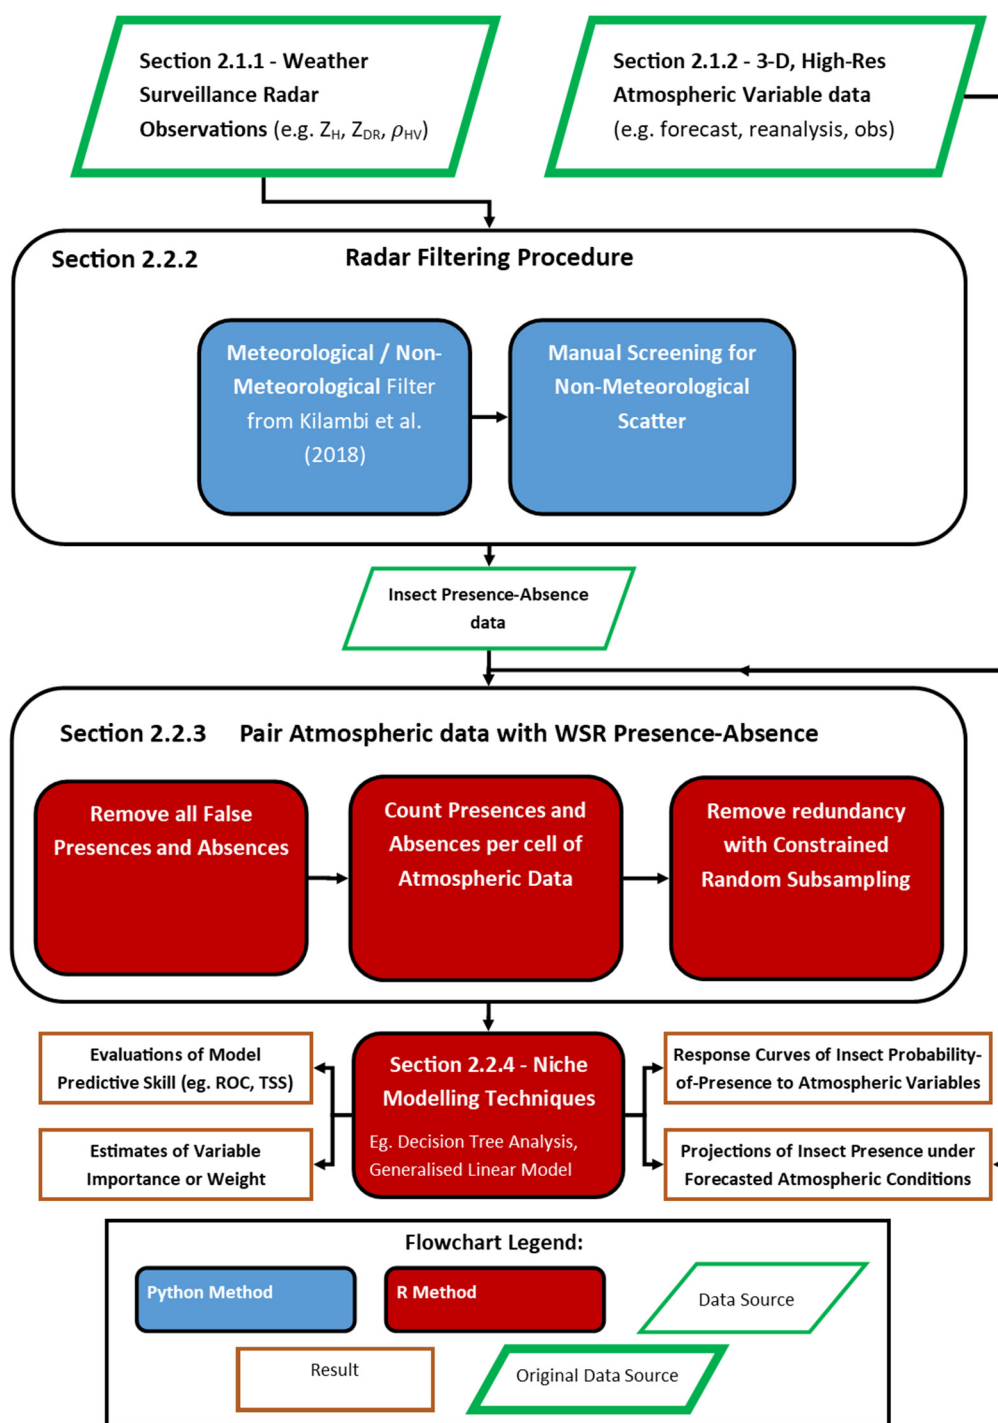 Section 2.1.1 - Weather
Surveillance Radar
Observations (e.g. Z_H, Z_DR, ρ_HV)
Section 2.1.2 - 3-D, High-Res
Atmospheric Variable data
(e.g. forecast, reanalysis, obs)
Section 2.2.2
Radar Filtering Procedure
Meteorological / Non-
Meteorological Filter
from Kilambi et al.
(2018)
Manual Screening for
Non-Meteorological
Scatter
Insect Presence-Absence
data
Section 2.2.3 Pair Atmospheric data with WSR Presence-Absence
Remove all False
Presences and Absences
Count Presences and
Absences per cell of
Atmospheric Data
Remove redundancy
with Constrained
Random Subsampling
Evaluations of Model
Predictive Skill (eg. ROC, TSS)
Estimates of Variable
Importance or Weight
Section 2.2.4 - Niche
Modelling Techniques
Eg. Decision Tree Analysis,
Generalised Linear Model
Response Curves of Insect Probability-
of-Presence to Atmospheric Variables
Projections of Insect Presence under
Forecasted Atmospheric Conditions
Flowchart Legend:
Python Method
R Method
Data Source
Result
Original Data Source